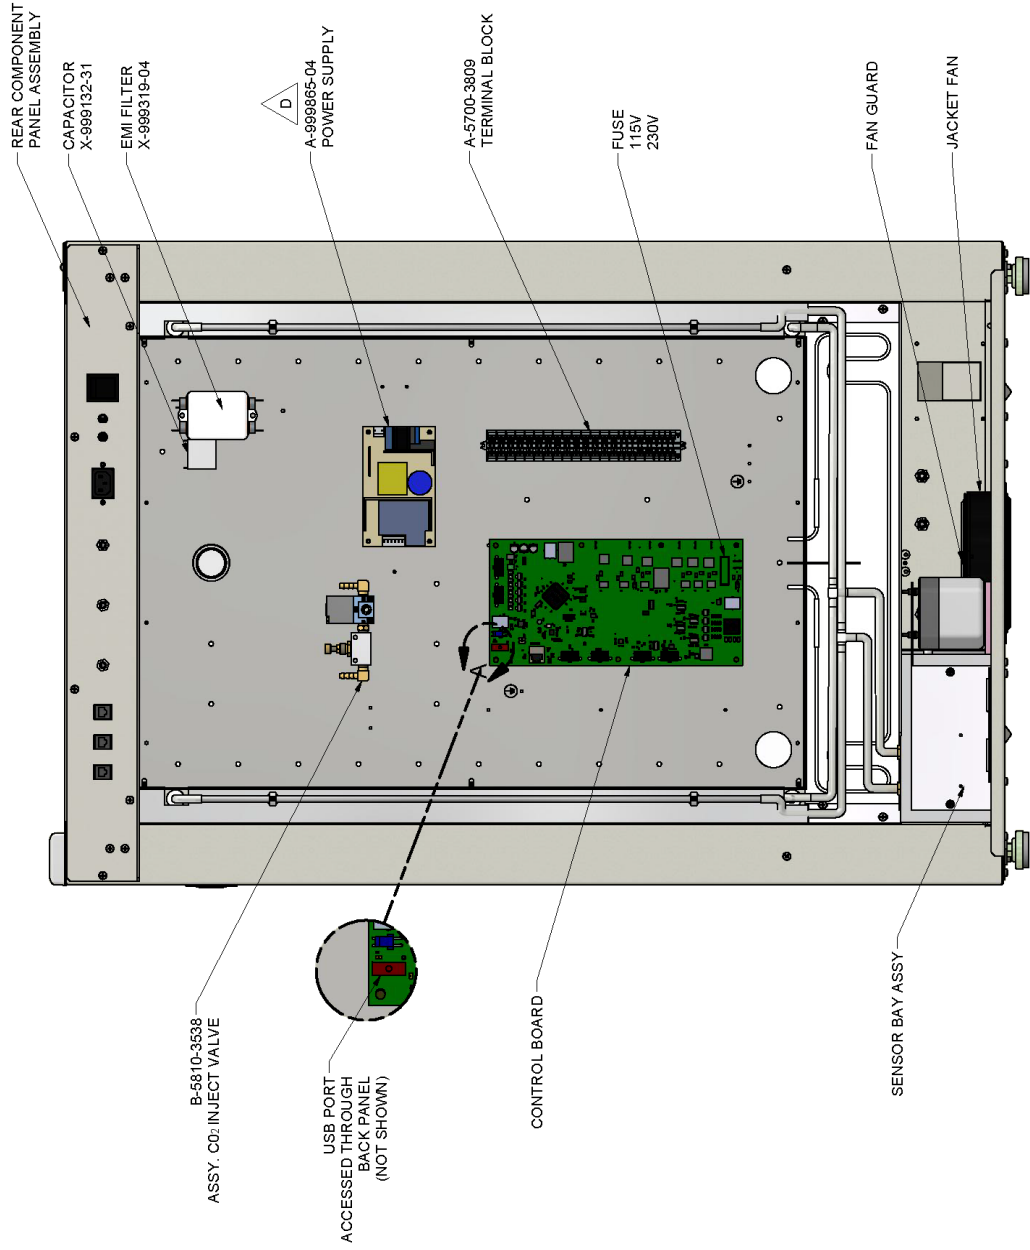 REAR COMPONENT
PANEL ASSEMBLY
CAPACITOR
X-999132-31
EMI FILTER
X-999319-04
D
A-999865-04
POWER SUPPLY
A-5700-3809
TERMINAL BLOCK
FUSE
115V
230V
FAN GUARD
JACKET FAN
B-5810-3538
ASSY. CO2 INJECT VALVE
USB PORT
ACCESSED THROUGH
BACK PANEL
(NOT SHOWN)
CONTROL BOARD
SENSOR BAY ASSY